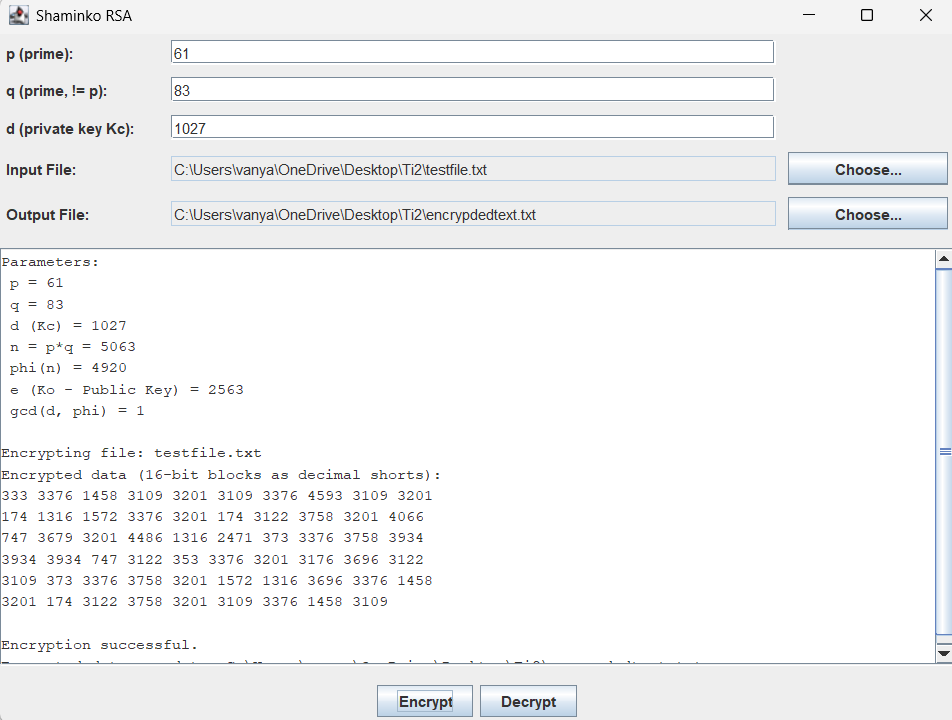 Shaminko RSA
p (prime):
61
q (prime, != p):
83
d (private key Kc):
1027
Input File:
C:\Users\vanya\OneDrive\Desktop\Ti2\testfile.txt
Choose...
Output File:
C:\Users\vanya\OneDrive\Desktop\Ti2\encrypdedtext.txt
Choose...
Parameters:
p = 61
q = 83
d (Kc) = 1027
n = p*q = 5063
phi(n) = 4920
e (Ko - Public Key) = 2563
gcd(d, phi) = 1
Encrypting file: testfile.txt
Encrypted data (16-bit blocks as decimal shorts):
333 3376 1458 3109 3201 3109 3376 4593 3109 3201
174 1316 1572 3376 3201 174 3122 3758 3201 4066
747 3679 3201 4486 1316 2471 373 3376 3758 3934
3934 3934 747 3122 353 3376 3201 3176 3696 3122
3109 373 3376 3758 3201 1572 1316 3696 3376 1458
3201 174 3122 3758 3201 3109 3376 1458 3109
Encryption successful.
Encrypt
Decrypt